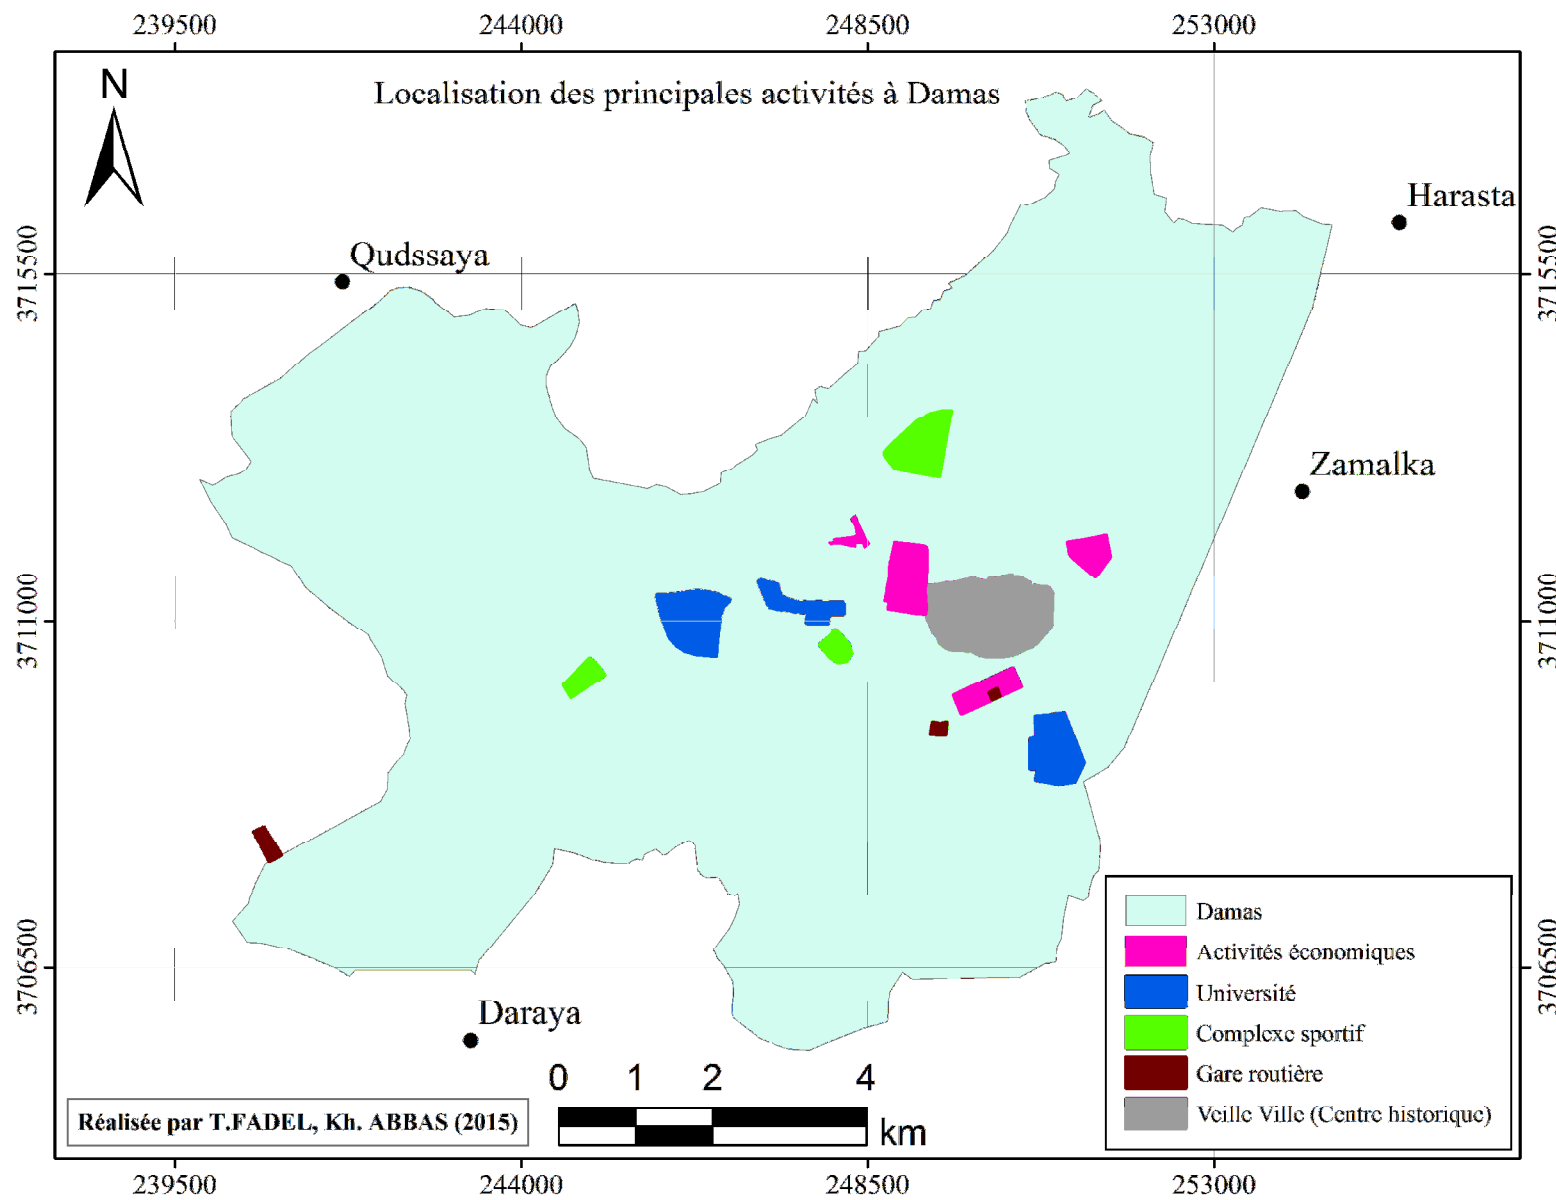 239500 244000 248500 253000
N
Localisation des principales activités à Damas
Harasta
Qudssaya
3715500 3715500
Zamalka
3711000 3711000
Damas
Activités économiques
3706500 3706500
Université
Daraya
Complexe sportif
0 1 2 4
Gare routière
km
Réalisée par T.FADEL, Kh. ABBAS (2015)
Veille Ville (Centre historique)
239500 244000 248500 253000